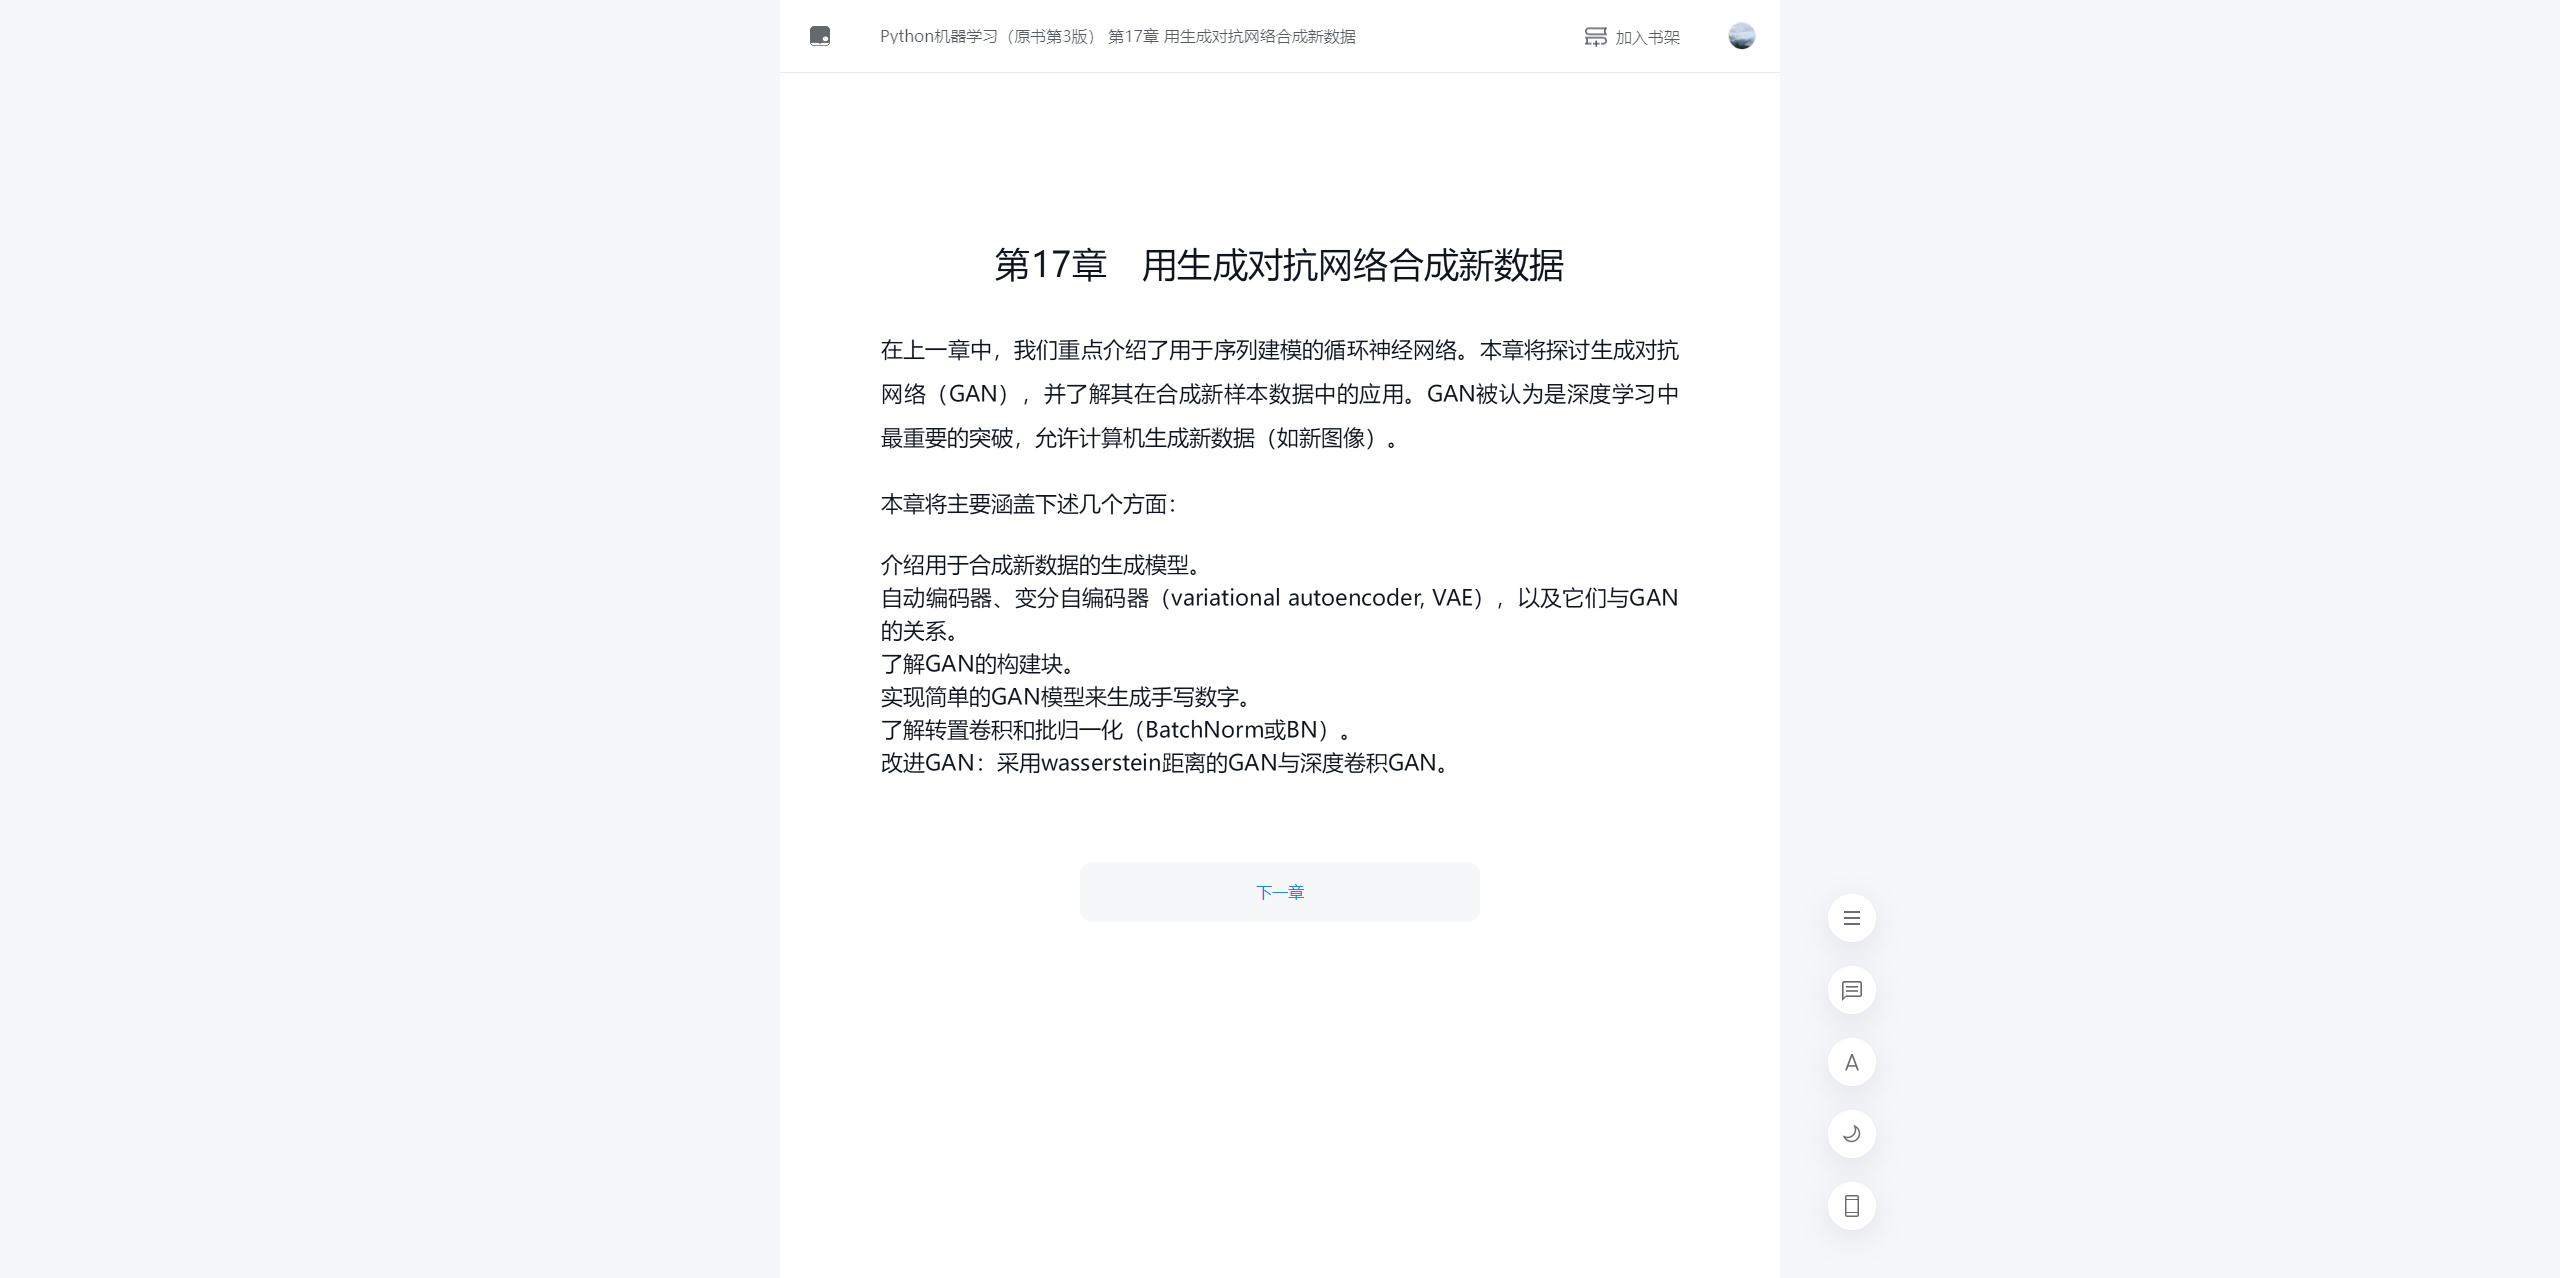 Python机器学习（原书第3版） 第17章 用生成对抗网络合成新数据
加入书架
第17章　用生成对抗网络合成新数据
在上一章中，我们重点介绍了用于序列建模的循环神经网络。本章将探讨生成对抗
网络（GAN），并了解其在合成新样本数据中的应用。GAN被认为是深度学习中
最重要的突破，允许计算机生成新数据（如新图像）。
本章将主要涵盖下述几个方面：
介绍用于合成新数据的生成模型。
自动编码器、变分自编码器（variational autoencoder, VAE），以及它们与GAN
的关系。
了解GAN的构建块。
实现简单的GAN模型来生成手写数字。
了解转置卷积和批归一化（BatchNorm或BN）。
改进GAN：采用wasserstein距离的GAN与深度卷积GAN。
下一章
A